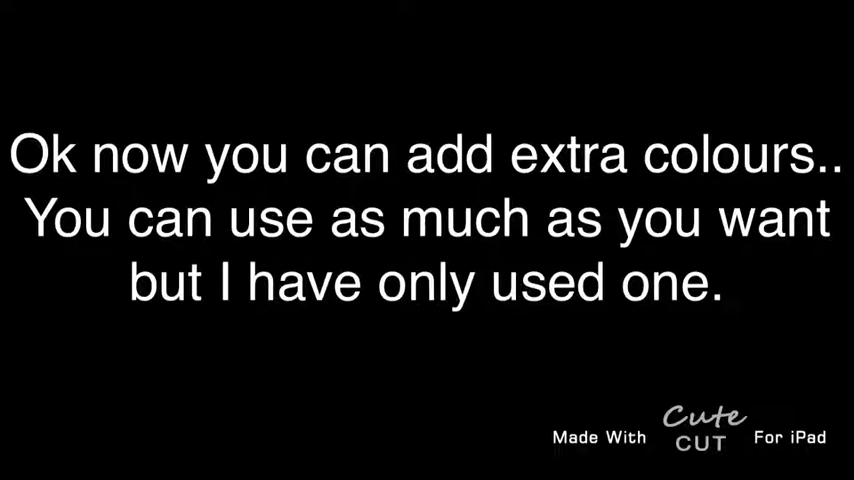 Ok now you can add extra colours..
You can use as much as you want
but I have only used one.
Made With Cute CUT For iPad